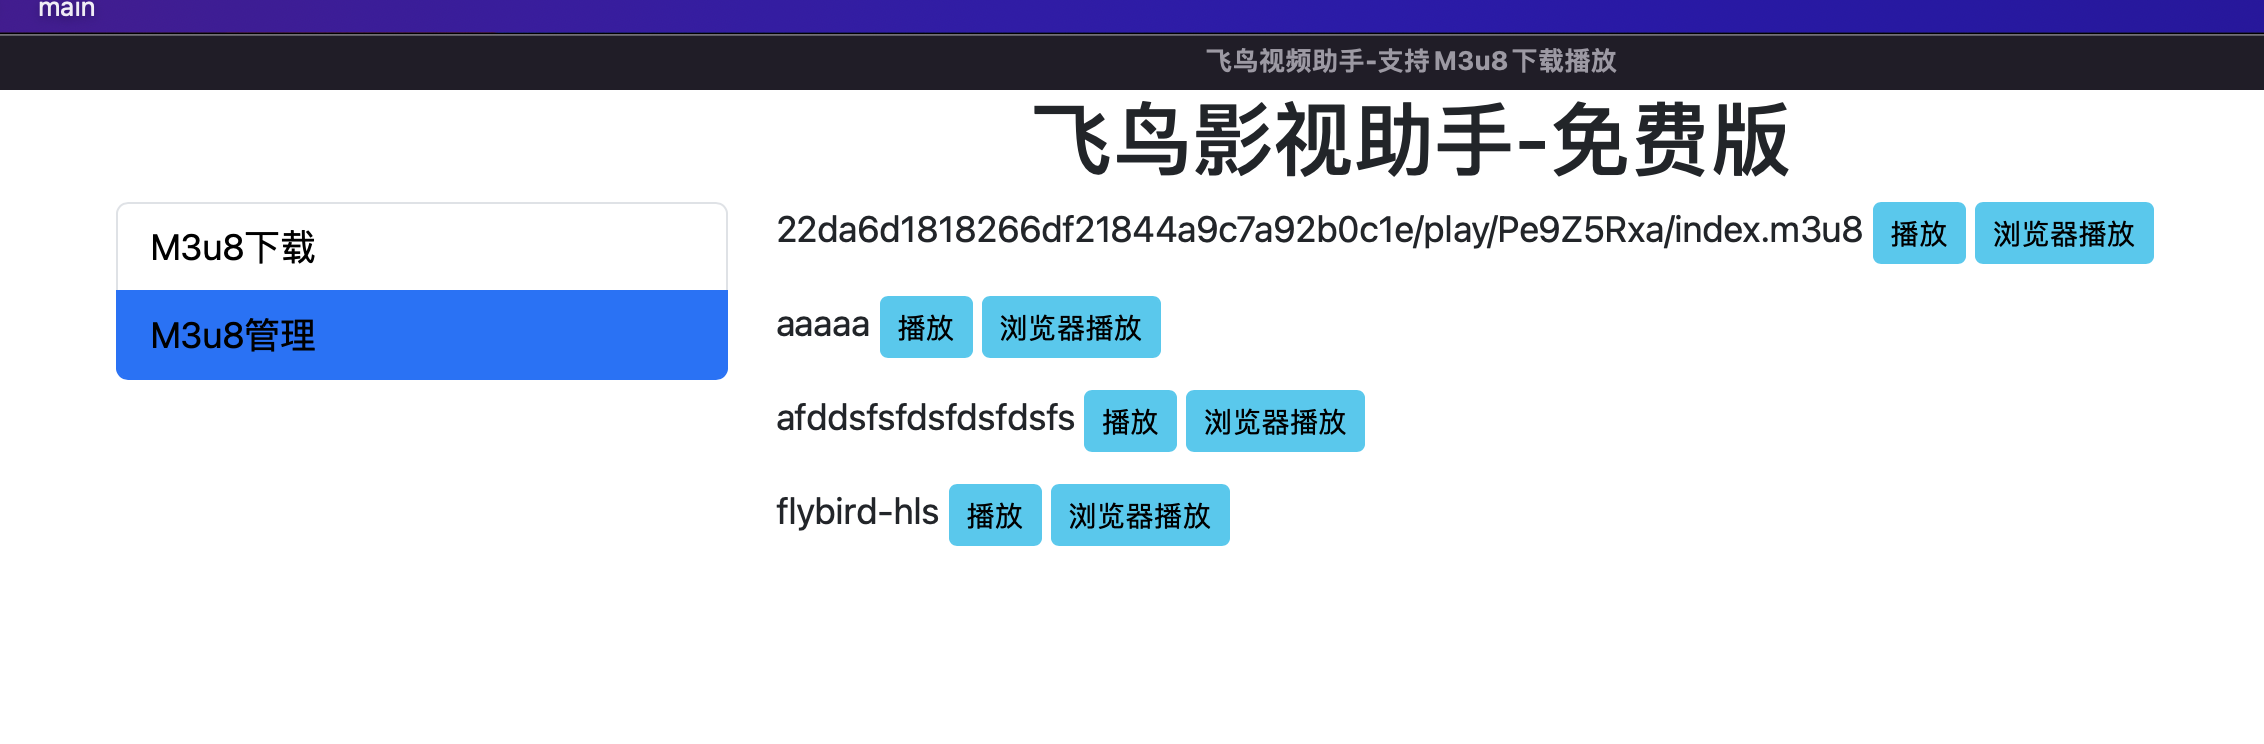 main
飞鸟视频助手-支持M3u8下载播放
飞鸟影视助手-免费版
M3u8下载
M3u8管理
22da6d1818266df21844a9c7a92b0c1e/play/Pe9Z5Rxa/index.m3u8 播放 浏览器播放
aaaaa 播放 浏览器播放
afddsfsfdsfdsfdsfs 播放 浏览器播放
flybird-hls 播放 浏览器播放